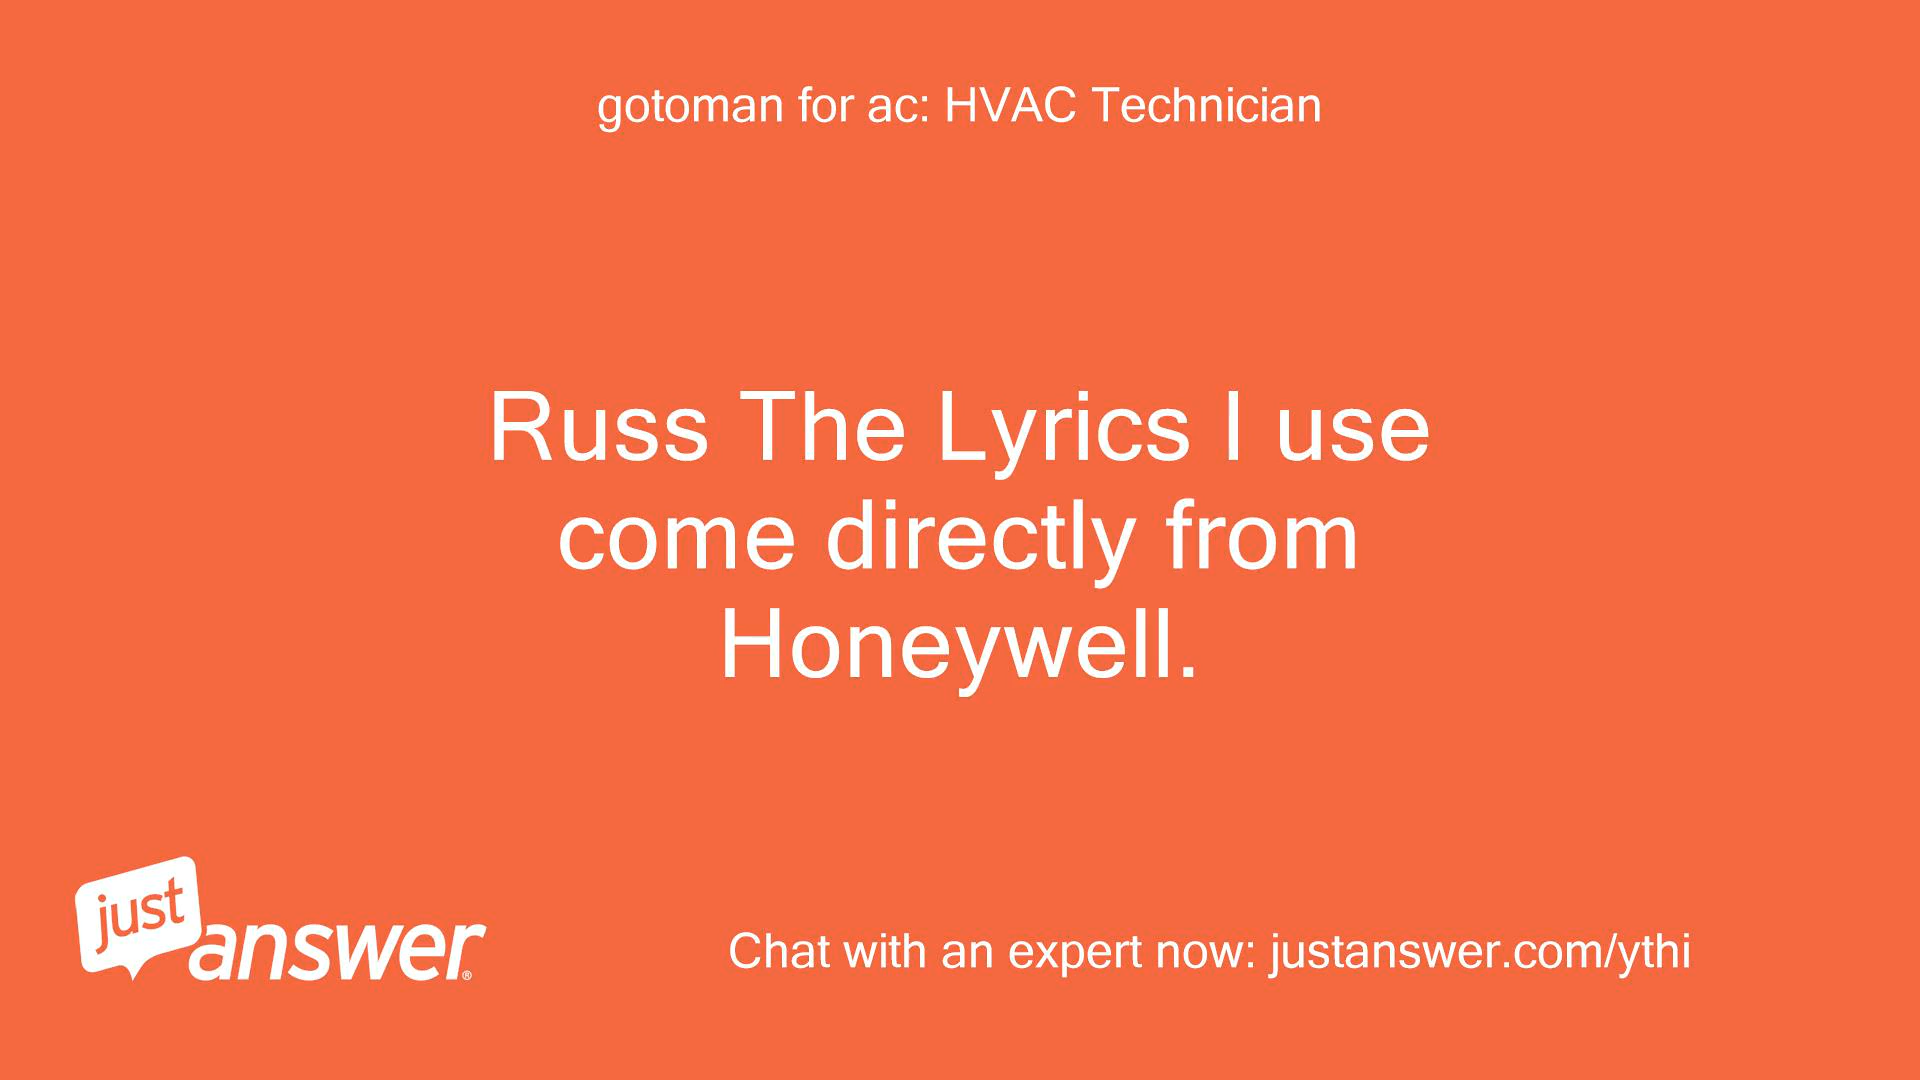 gotoman for ac: HVAC Technician
Russ The Lyrics I use
come directly from
Honeywell.
just
answer®
Chat with an expert now: justanswer.com/ythi